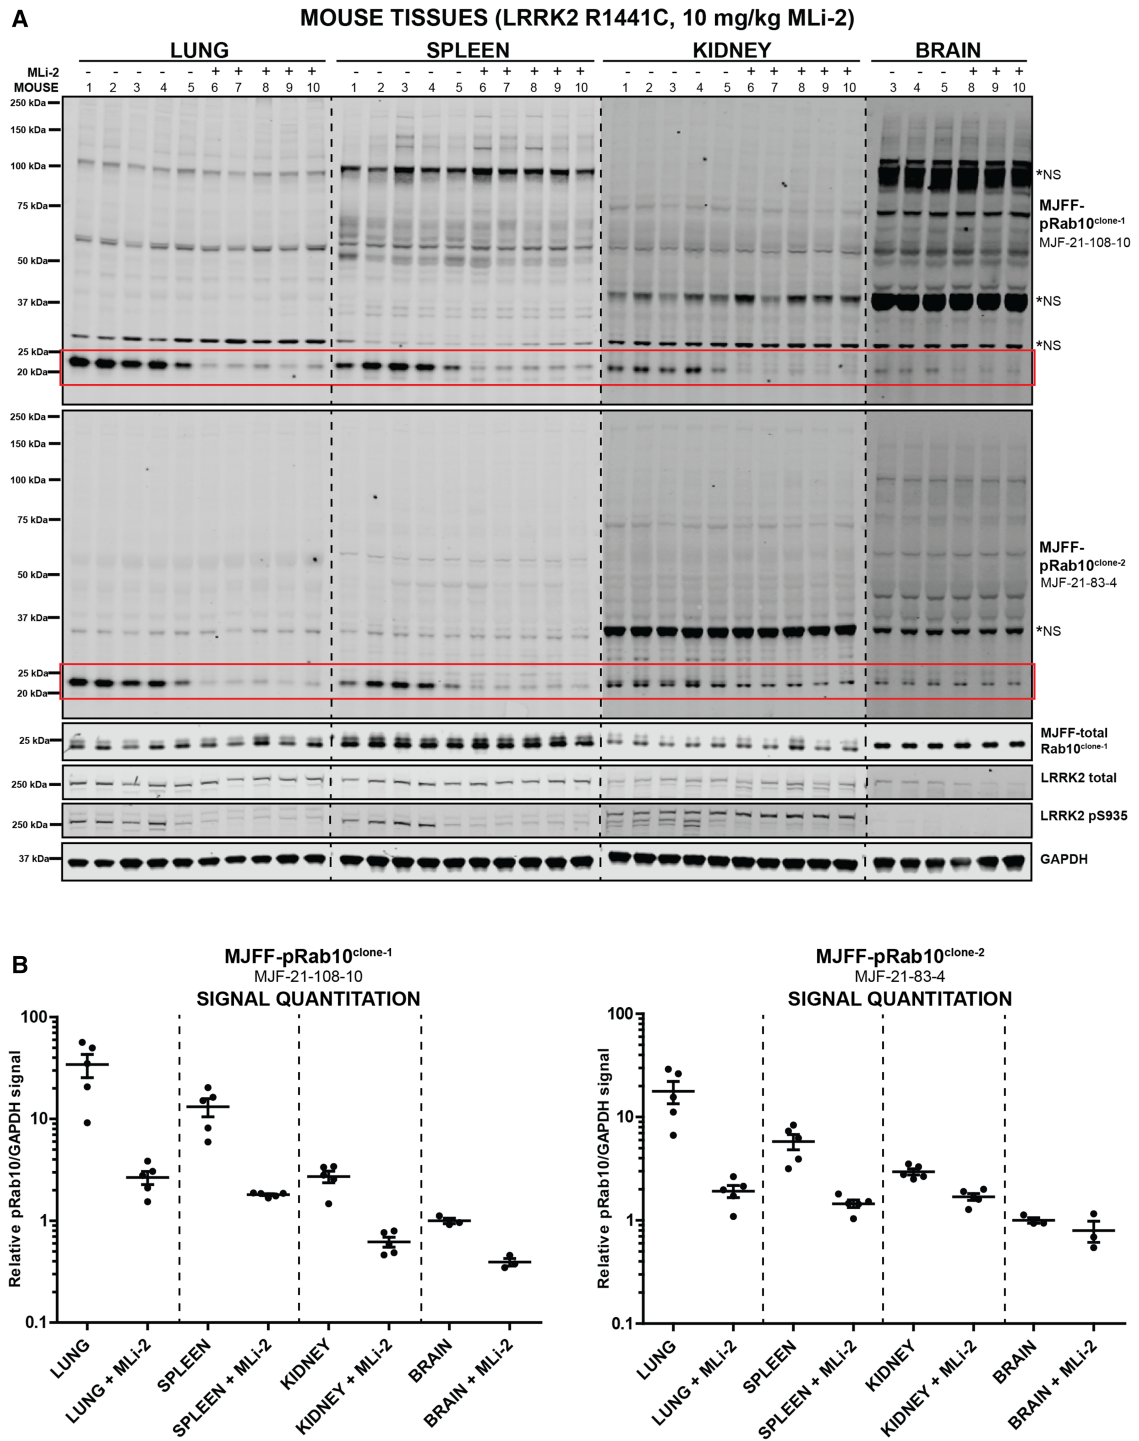 A
MOUSE TISSUES (LRRK2 R1441C, 10 mg/kg MLi-2)
LUNG SPLEEN KIDNEY BRAIN
MLi-2 - - - - - + + + + + - - - - - + + + + + - - - - - + + + + + - - - + + +
MOUSE 1 2 3 4 5 6 7 8 9 10 1 2 3 4 5 6 7 8 9 10 1 2 3 4 5 6 7 8 9 10 3 4 5 8 9 10
250 kDa
150 kDa
100 kDa
*NS
75 kDa
MJFF-
pRab10clone-1
MJF-21-108-10
50 kDa
37 kDa
*NS
*NS
25 kDa
20 kDa
250 kDa
150 kDa
100 kDa
75 kDa
MJFF-
pRab10clone-2
MJF-21-83-4
50 kDa
37 kDa
*NS
25 kDa
20 kDa
25 kDa
MJFF-total
Rab10clone-1
250 kDa
LRRK2 total
250 kDa
LRRK2 pS935
37 kDa
GAPDH
B
MJFF-pRab10clone-1
MJF-21-108-10
SIGNAL QUANTITATION
Relative pRab10/GAPDH signal
100
10
1
0.1
LUNG
LUNG + MLi-2
SPLEEN
SPLEEN + MLi-2
KIDNEY
KIDNEY + MLi-2
BRAIN
BRAIN + MLi-2
MJFF-pRab10clone-2
MJF-21-83-4
SIGNAL QUANTITATION
Relative pRab10/GAPDH signal
100
10
1
0.1
LUNG
LUNG + MLi-2
SPLEEN
SPLEEN + MLi-2
KIDNEY
KIDNEY + MLi-2
BRAIN
BRAIN + MLi-2